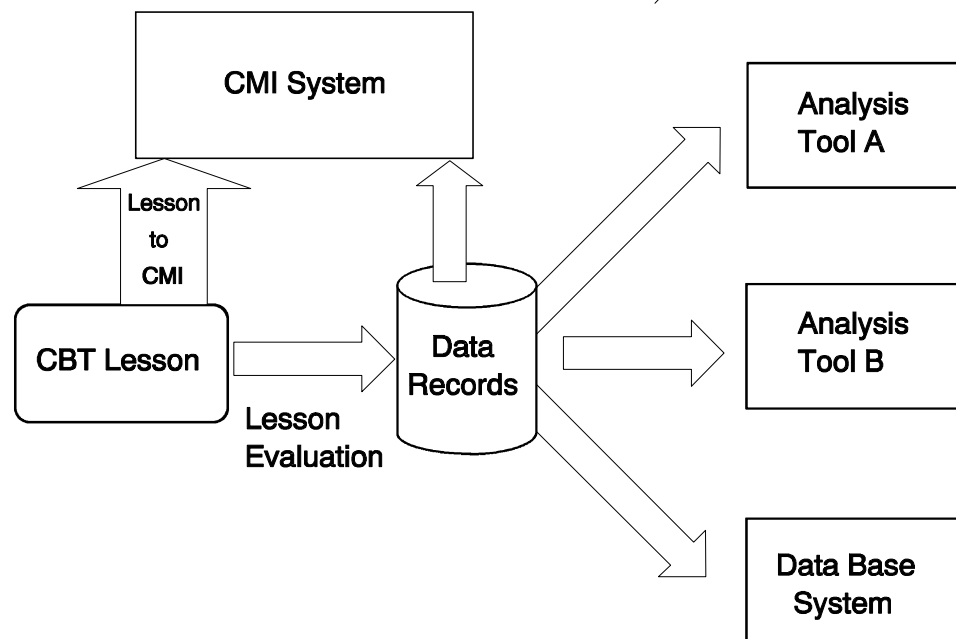 CMI System
Analysis
Tool A
Lesson
to
CMI
CBT Lesson
Data
Records
Analysis
Tool B
Lesson
Evaluation
Data Base
System